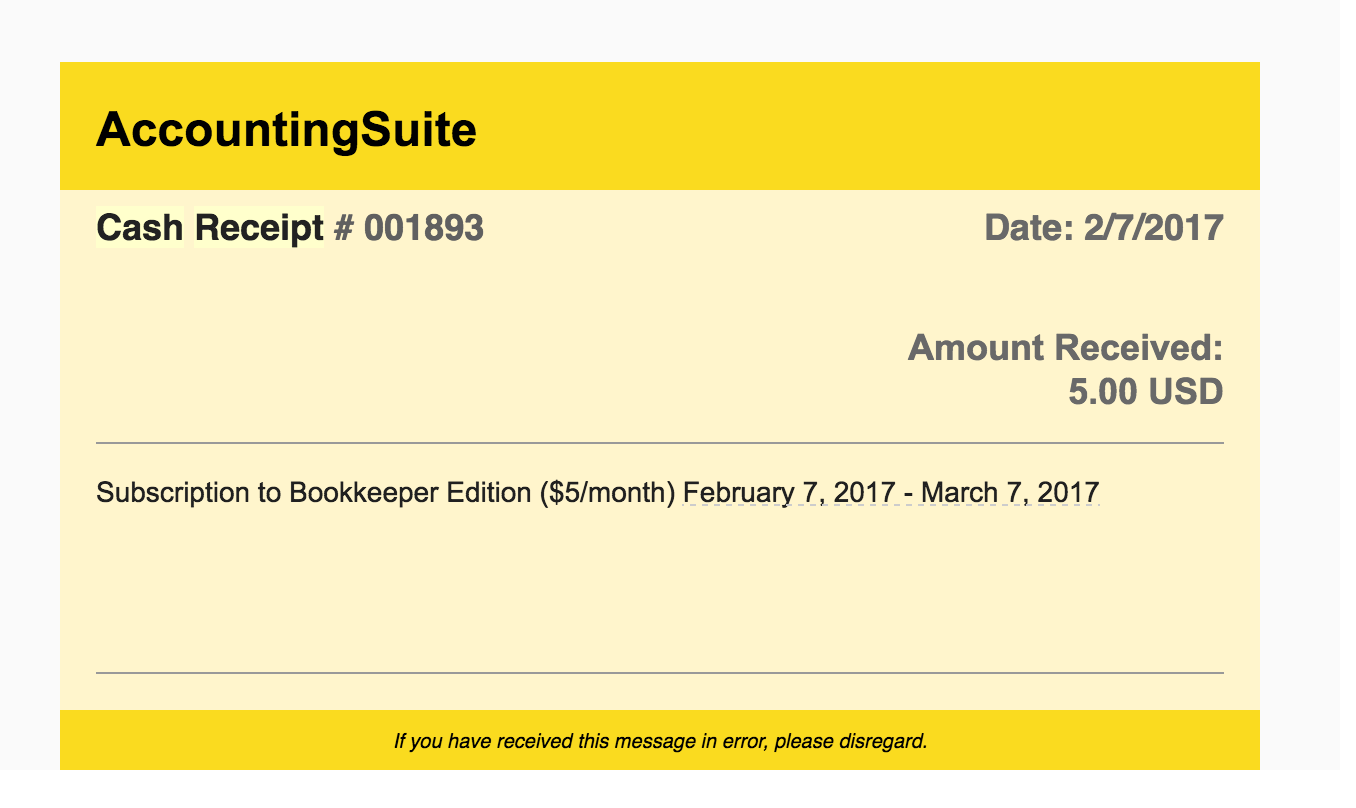 AccountingSuite
Cash Receipt # 001893
Date: 2/7/2017
Amount Received:
5.00 USD
Subscription to Bookkeeper Edition ($5/month) February 7, 2017 - March 7, 2017
If you have received this message in error, please disregard.